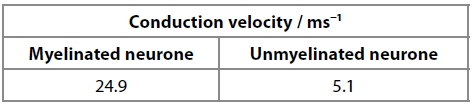 Conduction velocity / ms⁻¹
Myelinated neurone Unmyelinated neurone
24.9 5.1